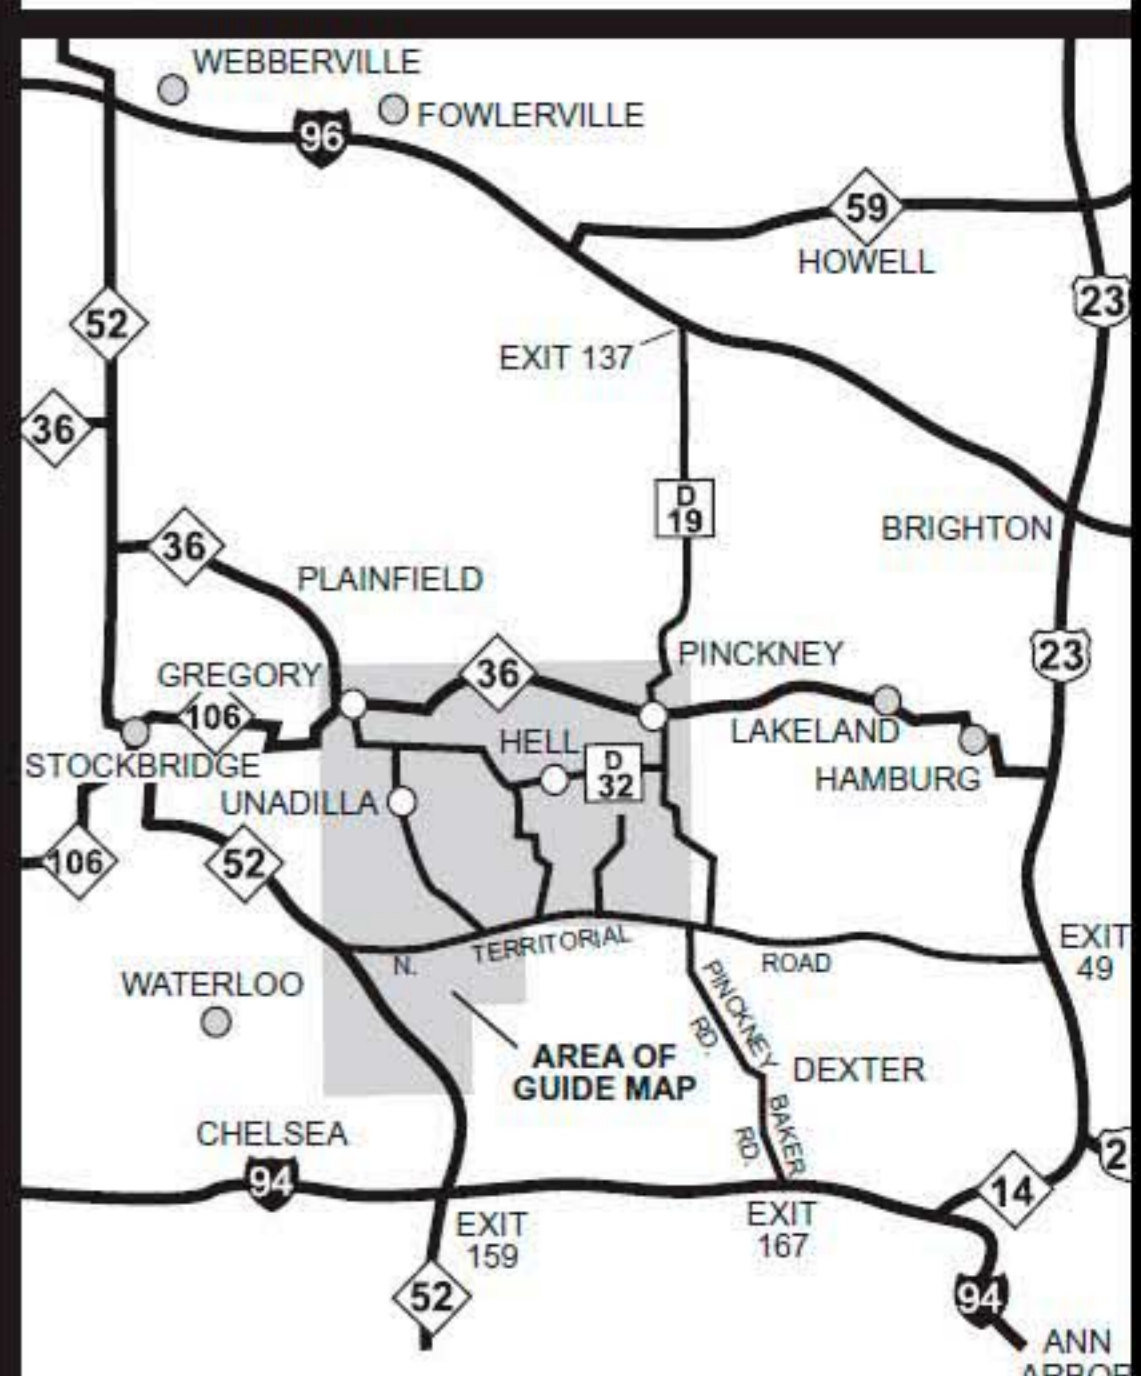 WEBBERVILLE
FOWLERVILLE
96
59
HOWELL
23
52
EXIT 137
36
D
19
BRIGHTON
36
PLAINFIELD
23
PINCKNEY
GREGORY
36
106
LAKELAND
HELL
D
32
STOCKBRIDGE
HAMBURG
UNADILLA
106
52
TERRITORIAL
EXIT
49
N.
ROAD
WATERLOO
PINCKNEY
RD.
AREA OF
GUIDE MAP
DEXTER
BAKER
RD.
CHELSEA
2
94
14
EXIT
159
EXIT
167
52
94
ANN
ARBOR